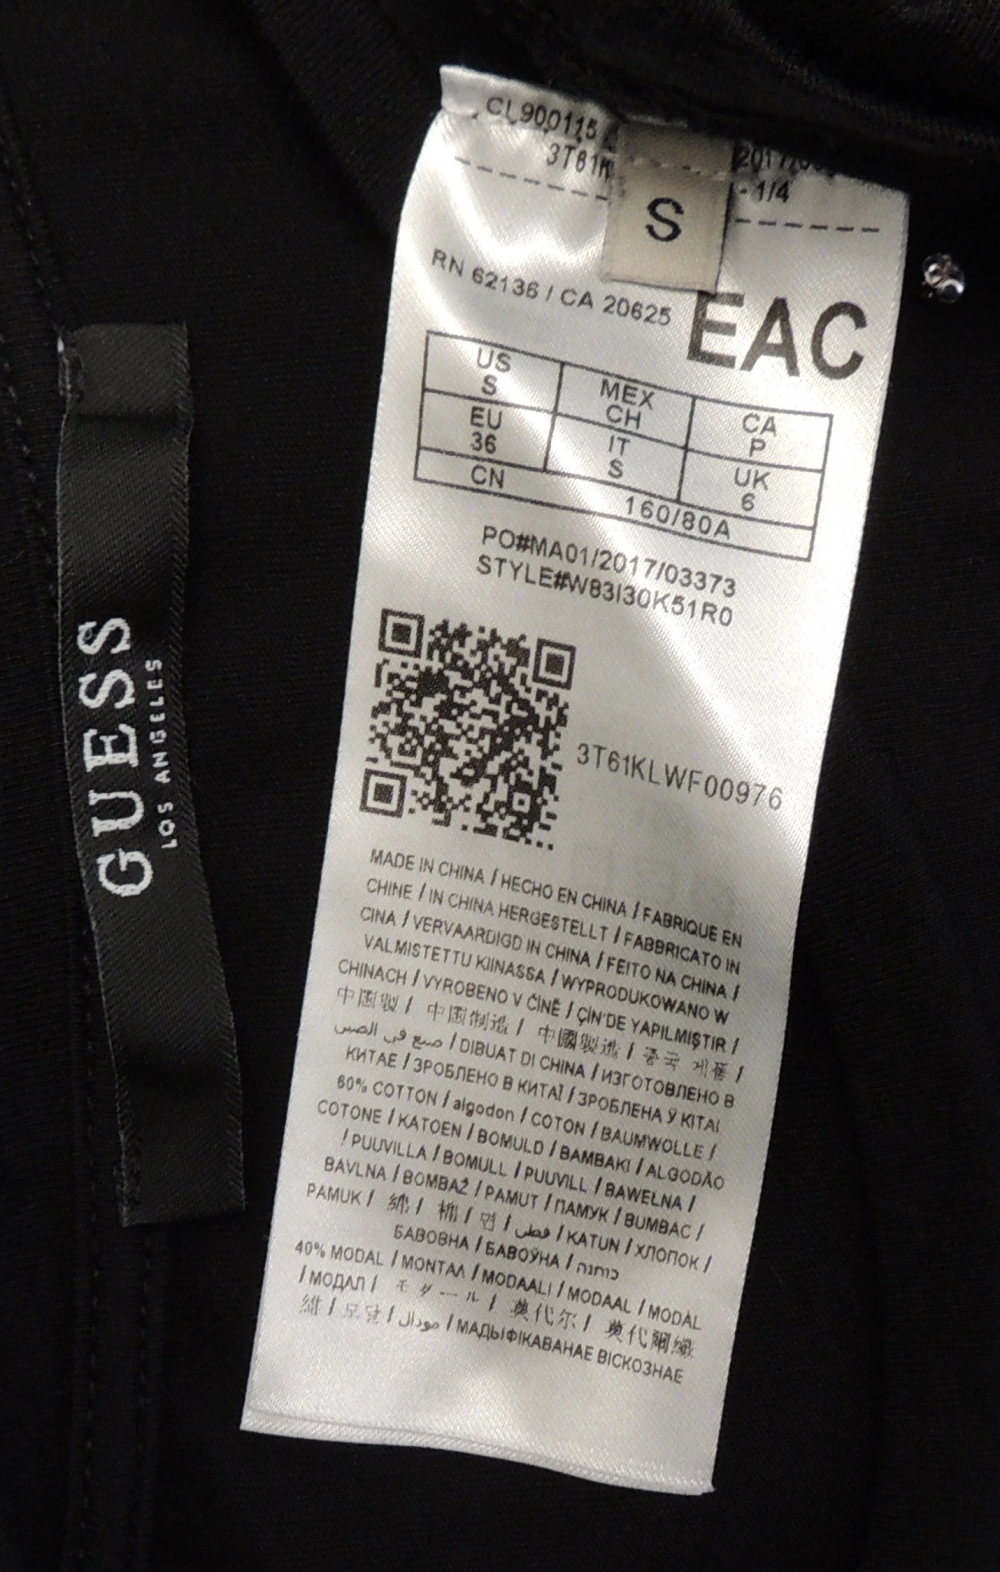 GUESS
LOS ANGELES
CL900115
S
- 1/4
RN 62136 / CA 20625
EAC
US S
MEX CH
CA P
EU 36
IT S
UK 6
CN 160/80A
PO#MA01/2017/03373
STYLE#W83I30K51R0
3T61KLWF00976
MADE IN CHINA / HECHO EN CHINA / FABRIQUE EN
CHINE / IN CHINA HERGESTELLT / FABBRICATO IN
CINA / VERVAARDIGD IN CHINA / FEITO NA CHINA /
VALMISTETTU KIINASSA / WYPRODUKOWANO W
CHINACH / VYROBENO V ČÍNĚ / ÇİN'DE YAPILMIŞTIR /
中国製 / 中国制造 / 中國製造 / 중국 제품 /
صنع في الصين / DIBUAT DI CHINA / ИЗГОТОВЛЕНО В
КИТАЕ / ЗРОБЛЕНО В КИТАЇ / ЗРОБЛЕНА Ў КІТАІ
60% COTTON / algodon / COTON / BAUMWOLLE /
COTONE / KATOEN / BOMULD / BAMBAKI / ALGODÃO
/ PUUVILLA / BOMULL / PUUVILL / BAWEŁNA /
BAVLNA / BOMBAŽ / PAMUT / ПАМУК / BUMBAC /
PAMUK / 綿 / 棉 / 면 / قطن / KATUN / ХЛОПОК /
БАВОВНА / БАВОЎНА / כותנה
40% MODAL / ΜΟΝΤΑΛ / MODAALI / MODAAL / MODÁL
/ МОДАЛ / モダール / 莫代尔 / 莫代爾纖
維 / 모달 / مودال / МАДЫФІКАВАНАЕ ВІСКОЗНАЕ